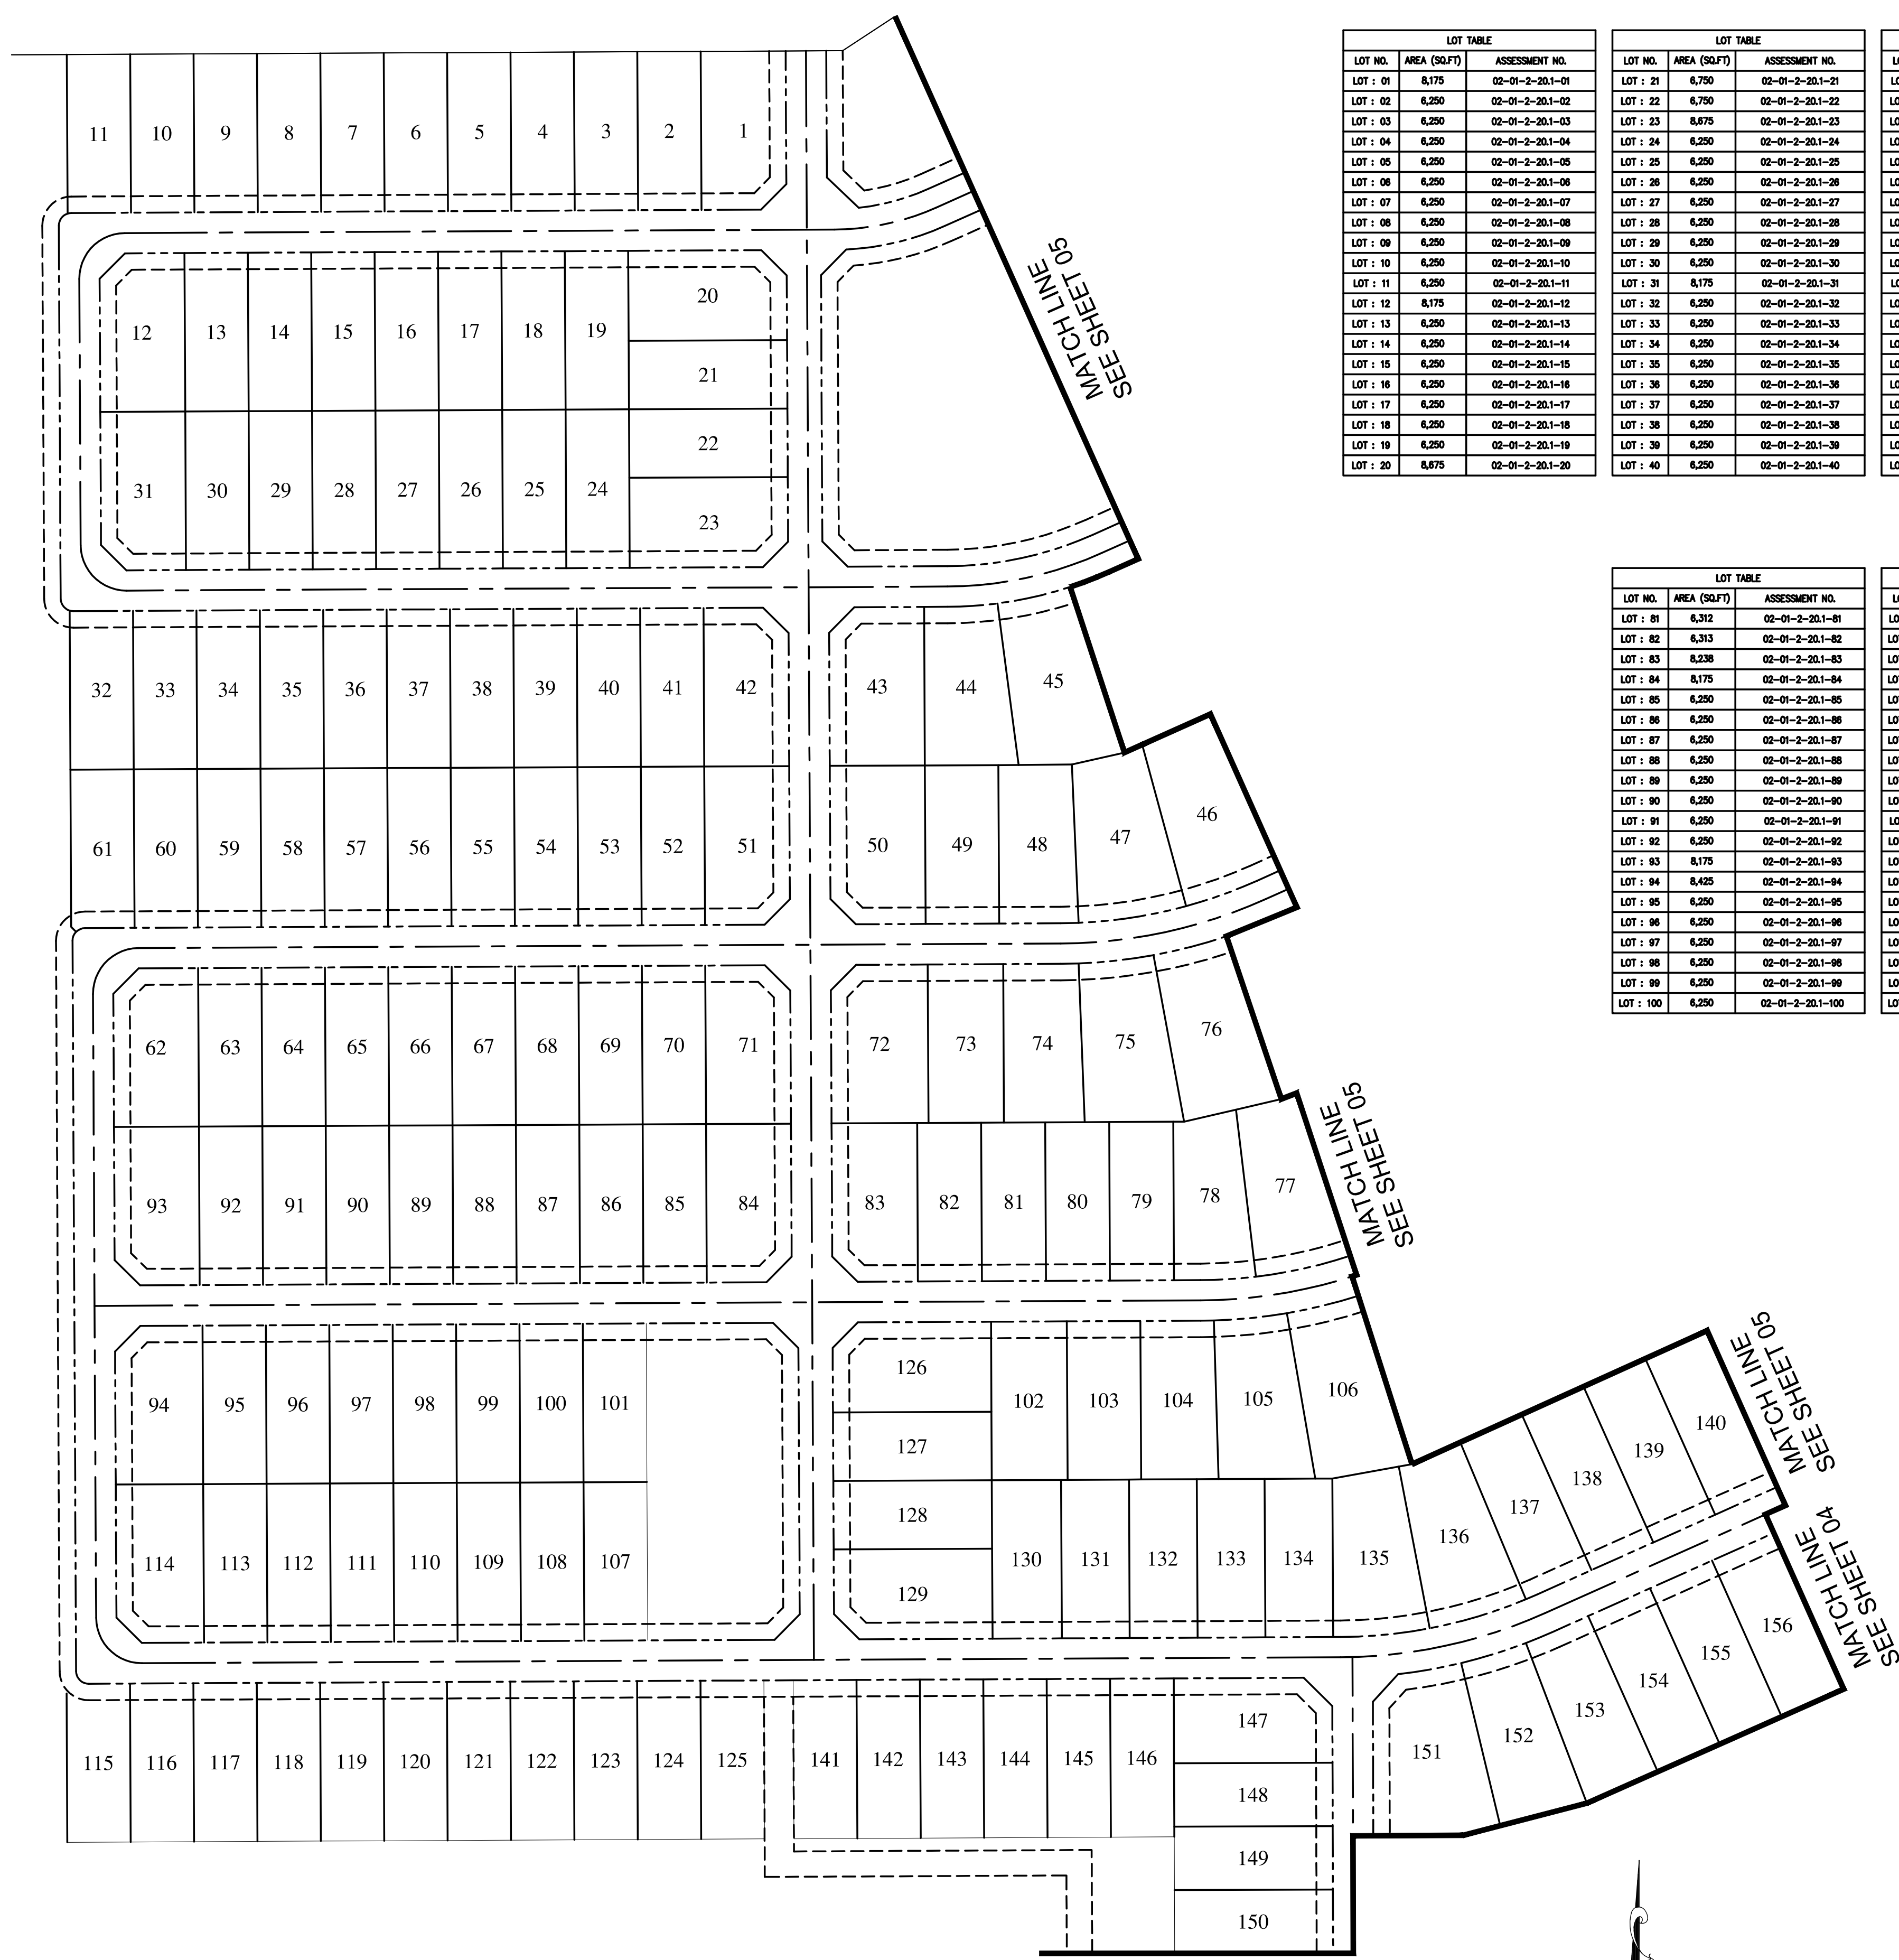 LOT TABLE
LOT NO. AREA (SQ.FT) ASSESSMENT NO.
LOT : 01 8,175 02-01-2-20.1-01
LOT : 02 6,250 02-01-2-20.1-02
LOT : 03 6,250 02-01-2-20.1-03
LOT : 04 6,250 02-01-2-20.1-04
LOT : 05 6,250 02-01-2-20.1-05
LOT : 06 6,250 02-01-2-20.1-06
LOT : 07 6,250 02-01-2-20.1-07
LOT : 08 6,250 02-01-2-20.1-08
LOT : 09 6,250 02-01-2-20.1-09
LOT : 10 6,250 02-01-2-20.1-10
LOT : 11 6,250 02-01-2-20.1-11
LOT : 12 8,175 02-01-2-20.1-12
LOT : 13 6,250 02-01-2-20.1-13
LOT : 14 6,250 02-01-2-20.1-14
LOT : 15 6,250 02-01-2-20.1-15
LOT : 16 6,250 02-01-2-20.1-16
LOT : 17 6,250 02-01-2-20.1-17
LOT : 18 6,250 02-01-2-20.1-18
LOT : 19 6,250 02-01-2-20.1-19
LOT : 20 8,675 02-01-2-20.1-20
LOT TABLE
LOT NO. AREA (SQ.FT) ASSESSMENT NO.
LOT : 21 6,750 02-01-2-20.1-21
LOT : 22 6,750 02-01-2-20.1-22
LOT : 23 8,675 02-01-2-20.1-23
LOT : 24 6,250 02-01-2-20.1-24
LOT : 25 6,250 02-01-2-20.1-25
LOT : 26 6,250 02-01-2-20.1-26
LOT : 27 6,250 02-01-2-20.1-27
LOT : 28 6,250 02-01-2-20.1-28
LOT : 29 6,250 02-01-2-20.1-29
LOT : 30 6,250 02-01-2-20.1-30
LOT : 31 8,175 02-01-2-20.1-31
LOT : 32 6,250 02-01-2-20.1-32
LOT : 33 6,250 02-01-2-20.1-33
LOT : 34 6,250 02-01-2-20.1-34
LOT : 35 6,250 02-01-2-20.1-35
LOT : 36 6,250 02-01-2-20.1-36
LOT : 37 6,250 02-01-2-20.1-37
LOT : 38 6,250 02-01-2-20.1-38
LOT : 39 6,250 02-01-2-20.1-39
LOT : 40 6,250 02-01-2-20.1-40
LOT TABLE
LOT NO. AREA (SQ.FT) ASSESSMENT NO.
LOT : 81 6,312 02-01-2-20.1-81
LOT : 82 6,313 02-01-2-20.1-82
LOT : 83 8,238 02-01-2-20.1-83
LOT : 84 8,175 02-01-2-20.1-84
LOT : 85 6,250 02-01-2-20.1-85
LOT : 86 6,250 02-01-2-20.1-86
LOT : 87 6,250 02-01-2-20.1-87
LOT : 88 6,250 02-01-2-20.1-88
LOT : 89 6,250 02-01-2-20.1-89
LOT : 90 6,250 02-01-2-20.1-90
LOT : 91 6,250 02-01-2-20.1-91
LOT : 92 6,250 02-01-2-20.1-92
LOT : 93 8,175 02-01-2-20.1-93
LOT : 94 8,425 02-01-2-20.1-94
LOT : 95 6,250 02-01-2-20.1-95
LOT : 96 6,250 02-01-2-20.1-96
LOT : 97 6,250 02-01-2-20.1-97
LOT : 98 6,250 02-01-2-20.1-98
LOT : 99 6,250 02-01-2-20.1-99
LOT : 100 6,250 02-01-2-20.1-100
11 10 9 8 7 6 5 4 3 2 1
MATCH LINE
SEE SHEET 05
12 13 14 15 16 17 18 19 20
21
22
31 30 29 28 27 26 25 24 23
32 33 34 35 36 37 38 39 40 41 42 43 44 45
61 60 59 58 57 56 55 54 53 52 51 50 49 48 47 46
62 63 64 65 66 67 68 69 70 71 72 73 74 75 76
93 92 91 90 89 88 87 86 85 84 83 82 81 80 79 78 77
MATCH LINE
SEE SHEET 05
94 95 96 97 98 99 100 101
126
127
102 103 104 105 106
128
129
114 113 112 111 110 109 108 107
130 131 132 133 134 135 136 137 138 139 140
MATCH LINE
SEE SHEET 05
MATCH LINE
SEE SHEET 04
115 116 117 118 119 120 121 122 123 124 125 141 142 143 144 145 146
147
148
149
150
151 152 153 154 155 156